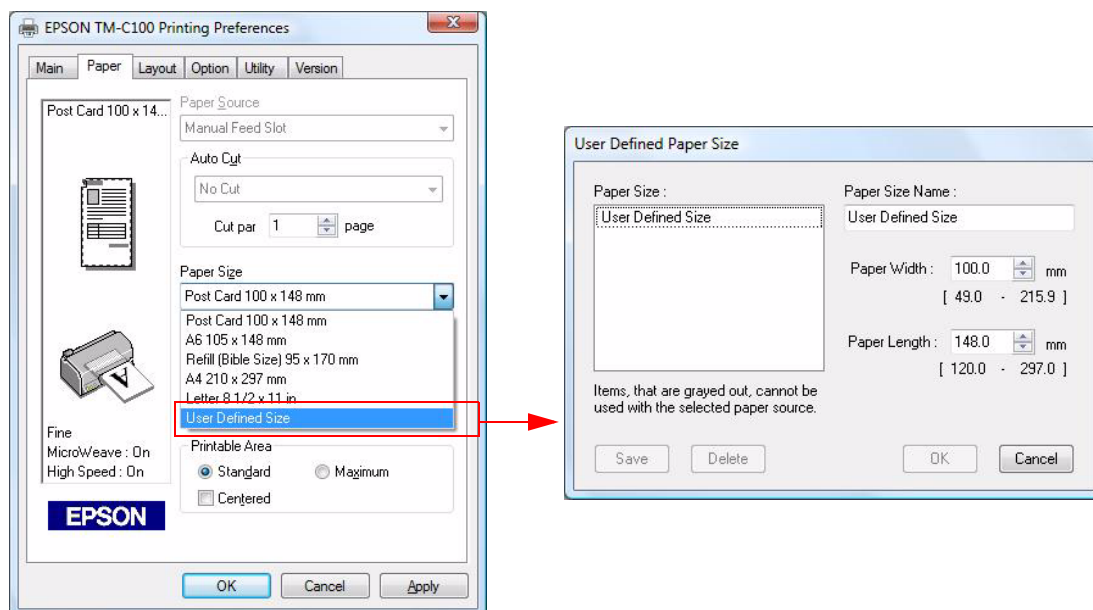 EPSON TM-C100 Printing Preferences
Main Paper Layout Option Utility Version
Post Card 100 x 14...
Paper Source
Manual Feed Slot
Auto Cut
No Cut
Cut par 1 page
Paper Size
Post Card 100 x 148 mm
Post Card 100 x 148 mm
A6 105 x 148 mm
Refill (Bible Size) 95 x 170 mm
A4 210 x 297 mm
Letter 8 1/2 x 11 in
User Defined Size
Fine
MicroWeave : On
High Speed : On
Printable Area
Standard Maximum
Centered
EPSON
OK Cancel Apply
User Defined Paper Size
Paper Size :
User Defined Size
Paper Size Name :
User Defined Size
Paper Width : 100.0 mm
[ 49.0 - 215.9 ]
Paper Length : 148.0 mm
[ 120.0 - 297.0 ]
Items, that are grayed out, cannot be
used with the selected paper source.
Save Delete OK Cancel